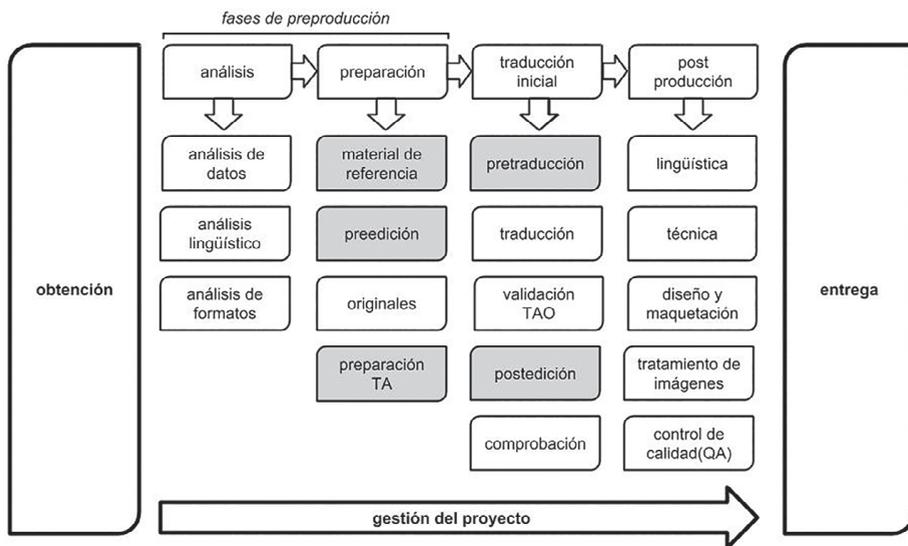 fases de preproducción
análisis
preparación
traducción
inicial
post
producción
análisis de
datos
material de
referencia
pretraducción
lingüística
análisis
lingüístico
preedición
traducción
técnica
obtención
análisis de
formatos
originales
validación
TAO
diseño y
maquetación
entrega
preparación
TA
postedición
tratamiento de
imágenes
comprobación
control de
calidad(QA)
gestión del proyecto